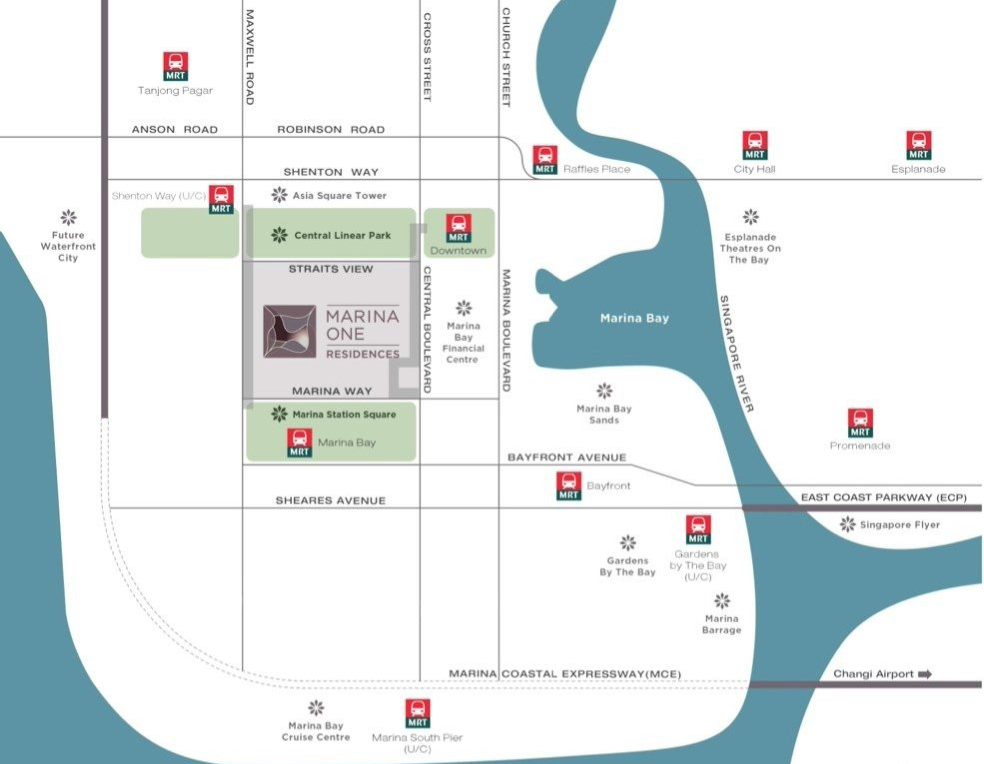 MAXWELL ROAD
CROSS STREET
CHURCH STREET
MRT
Tanjong Pagar
ANSON ROAD
ROBINSON ROAD
MRT
Raffles Place
MRT
City Hall
MRT
Esplanade
SHENTON WAY
Shenton Way (U/C)
MRT
Asia Square Tower
Future
Waterfront
City
Central Linear Park
MRT
Downtown
Esplanade
Theatres On
The Bay
STRAITS VIEW
MARINA
ONE
RESIDENCES
CENTRAL BOULEVARD
Marina
Bay
Financial
Centre
MARINA BOULEVARD
Marina Bay
SINGAPORE RIVER
MARINA WAY
Marina Station Square
MRT
Marina Bay
Marina Bay
Sands
MRT
Promenade
BAYFRONT AVENUE
MRT
Bayfront
SHEARES AVENUE
EAST COAST PARKWAY (ECP)
Singapore Flyer
Gardens
By The Bay
MRT
Gardens
by The Bay
(U/C)
Marina
Barrage
MARINA COASTAL EXPRESSWAY(MCE)
Changi Airport
Marina Bay
Cruise Centre
MRT
Marina South Pier
(U/C)